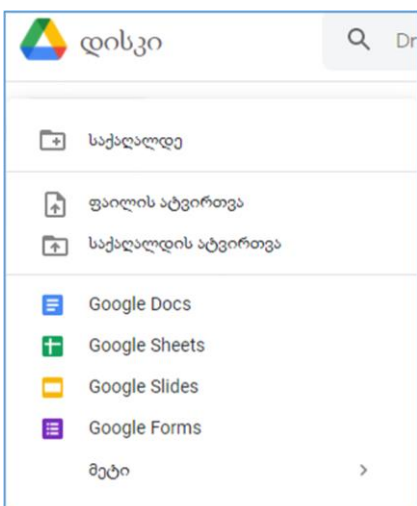 დისკი
Dr
საქაღალდე
ფაილის ატვირთვა
საქაღალდის ატვირთვა
Google Docs
Google Sheets
Google Slides
Google Forms
მეტი